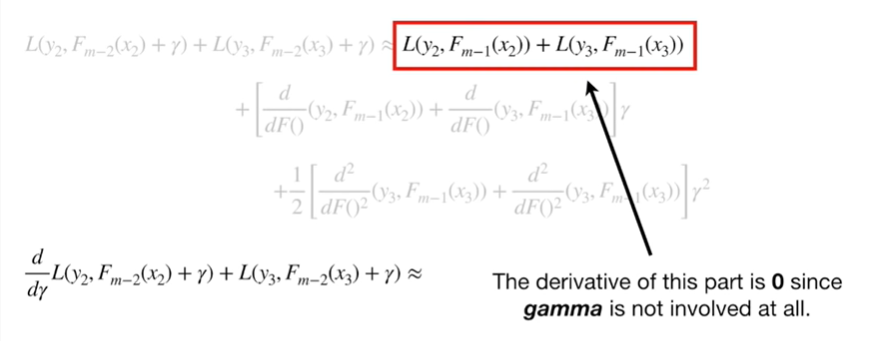 L(y₂, Fₘ₋₂(x₂) + γ) + L(y₃, Fₘ₋₂(x₃) + γ) ≈ L(y₂, Fₘ₋₁(x₂)) + L(y₃, Fₘ₋₁(x₃))
+[d/dF() (y₂, Fₘ₋₁(x₂)) + d/dF() (y₃, Fₘ₋₁(x₃))]γ
+1/2[d²/dF()² (y₃, Fₘ₋₁(x₃)) + d²/dF()² (y₃, Fₘ₋₁(x₃))]γ²
d/dγ L(y₂, Fₘ₋₂(x₂) + γ) + L(y₃, Fₘ₋₂(x₃) + γ) ≈
The derivative of this part is 0 since
gamma is not involved at all.